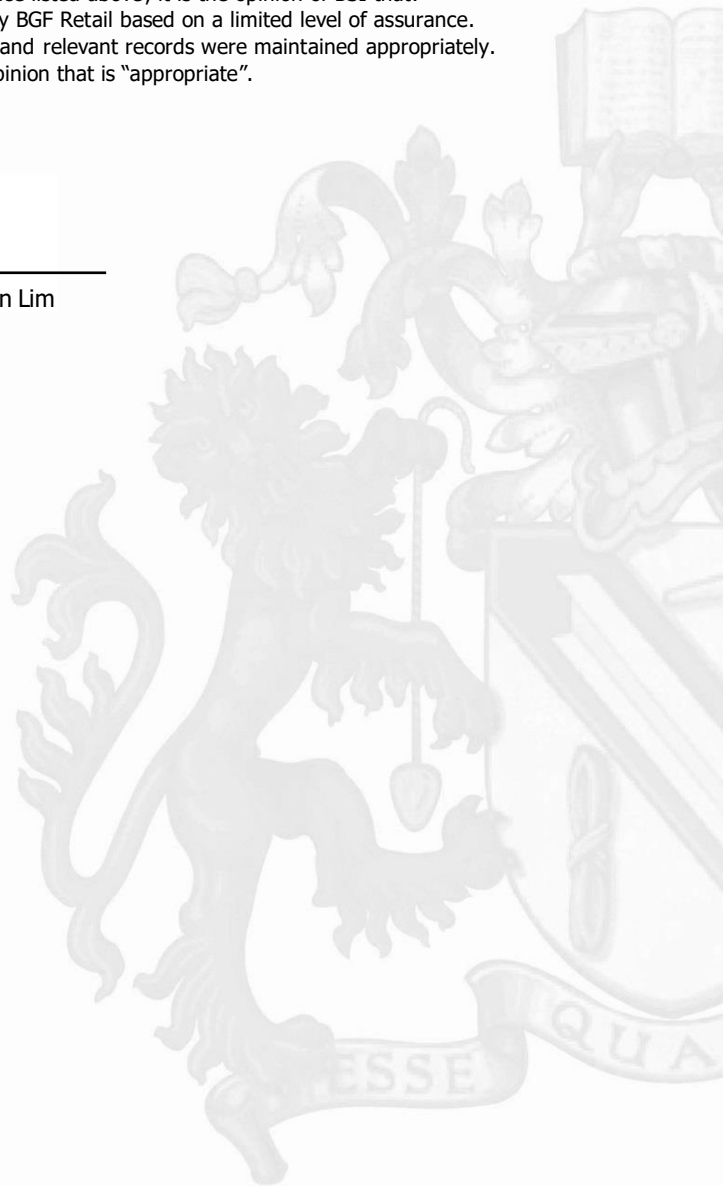 y BGF Retail based on a limited level of assurance.
and relevant records were maintained appropriately.
pinion that is “appropriate”.
n Lim
ESSE
QUA